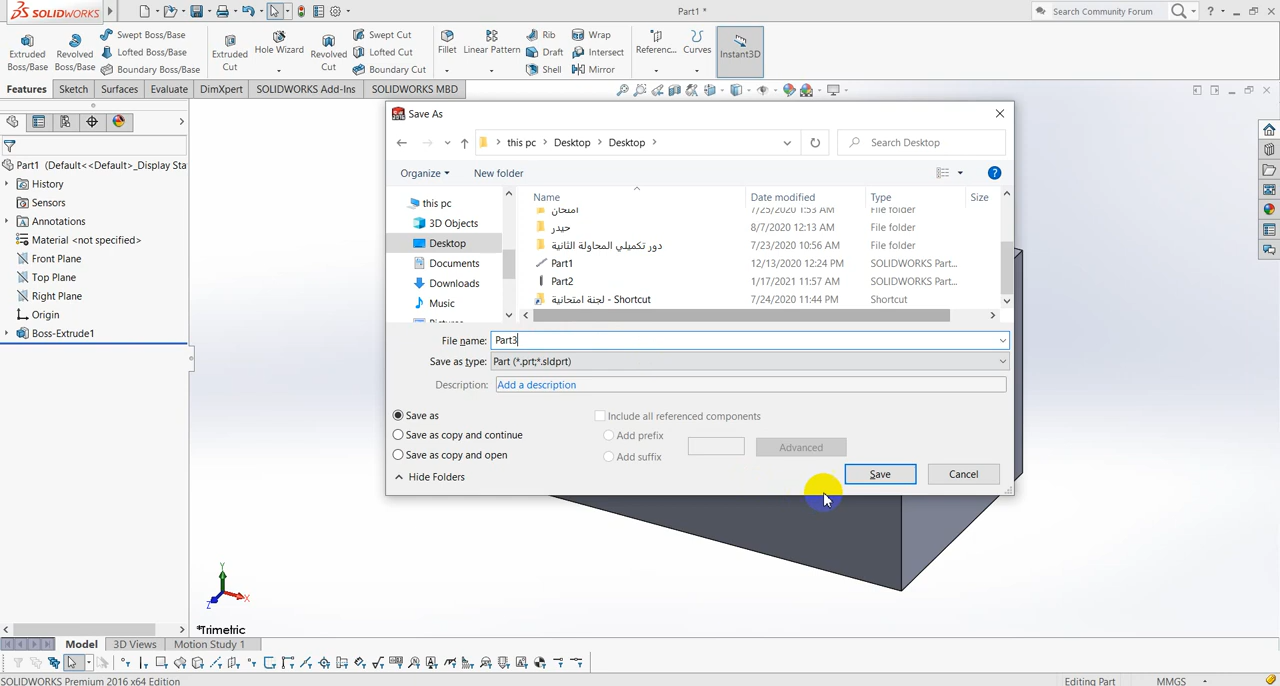 SOLIDWORKS
Part1 *
Search Community Forum
Extruded Boss/Base
Revolved Boss/Base
Swept Boss/Base
Lofted Boss/Base
Boundary Boss/Base
Extruded Cut
Hole Wizard
Revolved Cut
Swept Cut
Lofted Cut
Boundary Cut
Fillet
Linear Pattern
Rib
Draft
Shell
Wrap
Intersect
Mirror
Referenc...
Curves
Instant3D
Features Sketch Surfaces Evaluate DimXpert SOLIDWORKS Add-Ins SOLIDWORKS MBD
Part1 (Default<<Default>_Display Sta
History
Sensors
Annotations
Material <not specified>
Front Plane
Top Plane
Right Plane
Origin
Boss-Extrude1
Save As
this pc > Desktop > Desktop >
Search Desktop
Organize New folder
this pc
3D Objects
Desktop
Documents
Downloads
Music
Pictures
Name Date modified Type Size
امتحان 7/25/2020 1:53 AM File folder
حيدر 8/7/2020 12:13 AM File folder
دور تكميلي المحاولة الثانية 7/23/2020 10:56 AM File folder
Part1 12/13/2020 12:24 PM SOLIDWORKS Part...
Part2 1/17/2021 11:57 AM SOLIDWORKS Part...
لجنة امتحانية - Shortcut 7/24/2020 11:44 PM Shortcut
File name: Part3
Save as type: Part (*.prt;*.sldprt)
Description: Add a description
Save as
Save as copy and continue
Save as copy and open
Include all referenced components
Add prefix
Add suffix
Advanced
Hide Folders
Save Cancel
Y
X
Z
*Trimetric
Model 3D Views Motion Study 1
SOLIDWORKS Premium 2016 x64 Edition
Editing Part MMGS